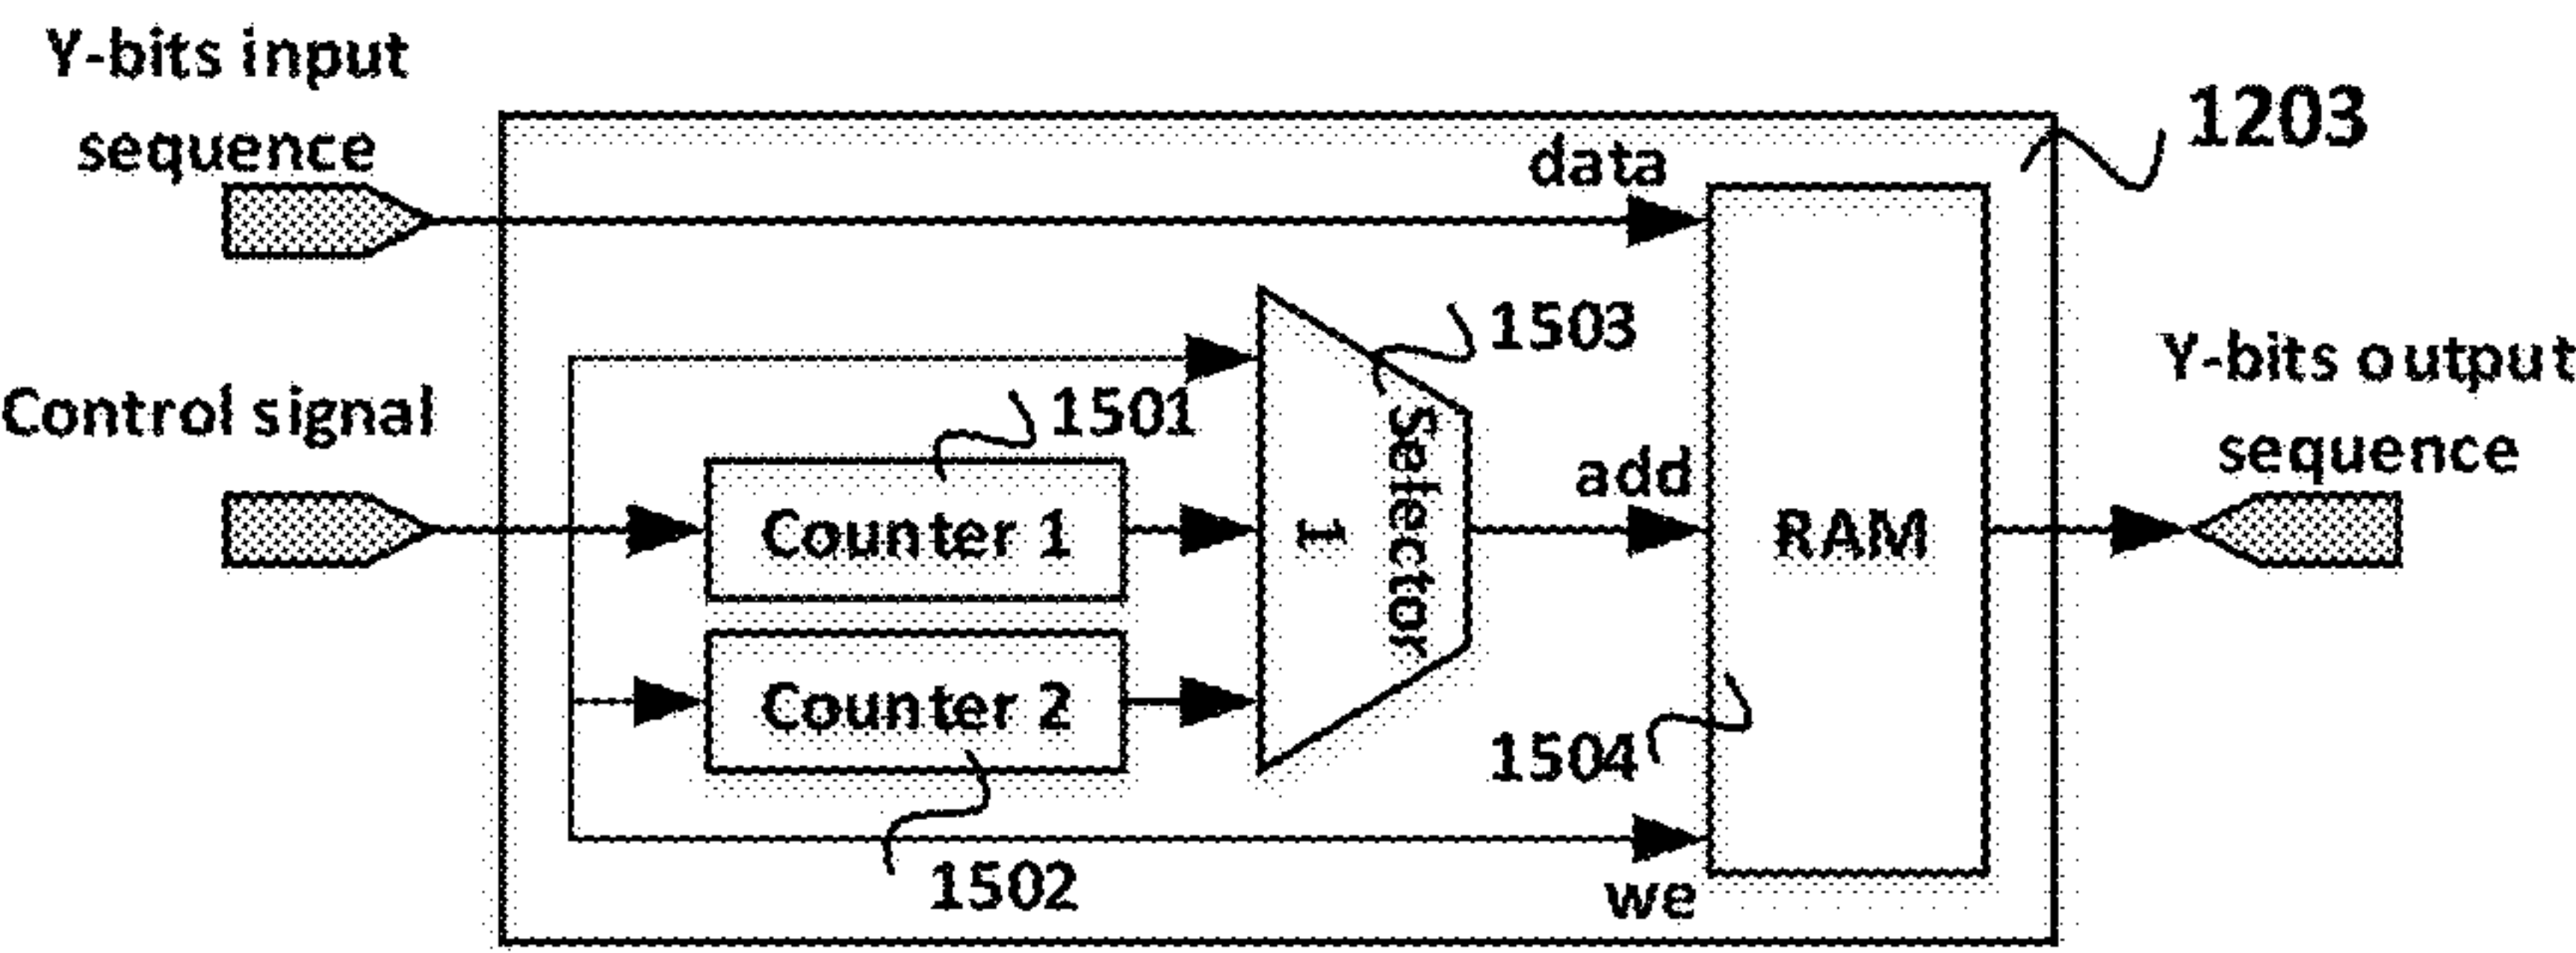 Y-bits input
sequence
1203
data
1503
Y-bits output
sequence
Control signal
1501
Selector
1
add
Counter 1
RAM
Counter 2
1504
1502
we